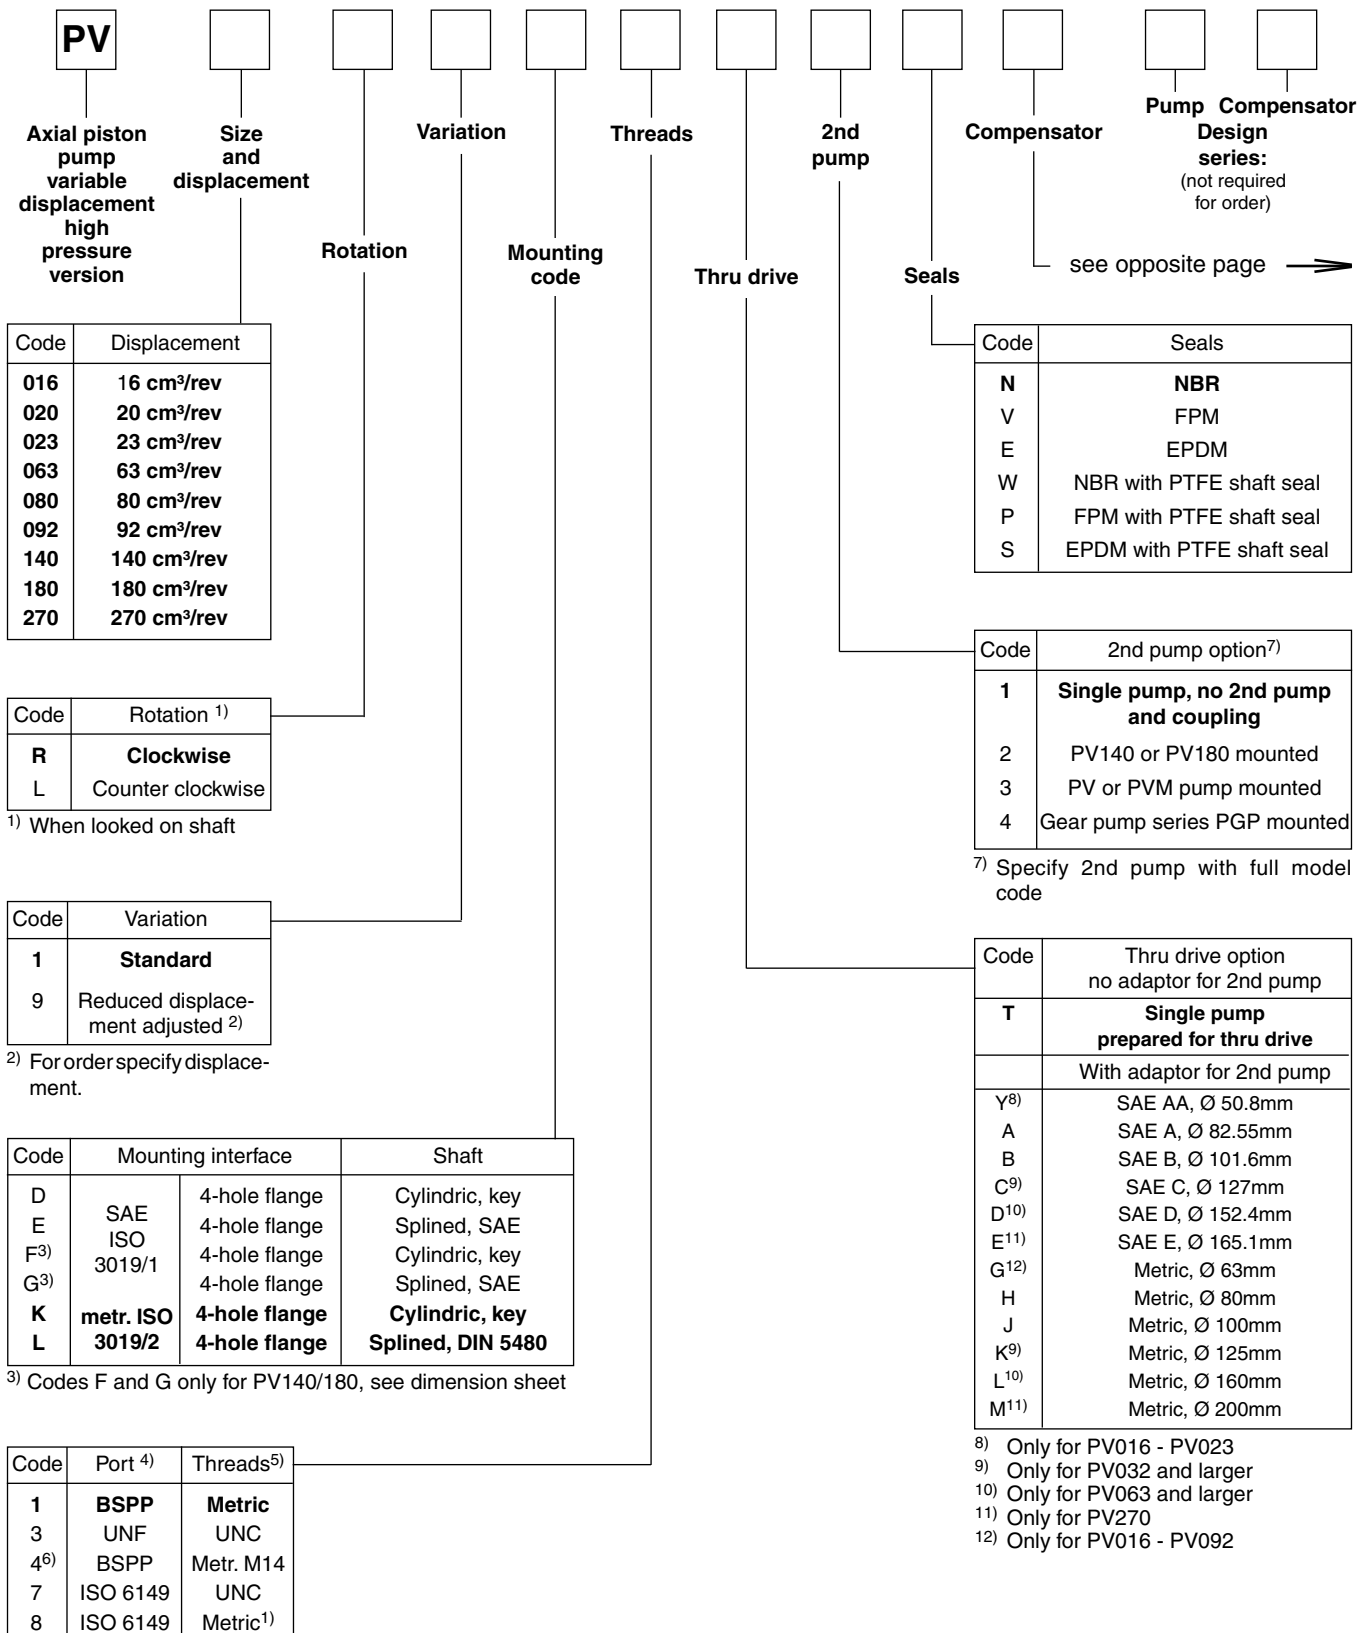 PV
Axial piston
pump
variable
displacement
high
pressure
version
Size
and
displacement
Rotation
Variation
Mounting
code
Threads
Thru drive
2nd
pump
Seals
Compensator
see opposite page
Pump Compensator
Design
series:
(not required
for order)
Code Displacement
016 16 cm³/rev
020 20 cm³/rev
023 23 cm³/rev
063 63 cm³/rev
080 80 cm³/rev
092 92 cm³/rev
140 140 cm³/rev
180 180 cm³/rev
270 270 cm³/rev
Code Rotation 1)
R Clockwise
L Counter clockwise
1) When looked on shaft
Code Variation
1 Standard
9 Reduced displace-
ment adjusted 2)
2) For order specify displace-
ment.
Code Mounting interface Shaft
D 4-hole flange Cylindric, key
SAE
E 4-hole flange Splined, SAE
ISO
F3) 4-hole flange Cylindric, key
3019/1
G3) 4-hole flange Splined, SAE
K metr. ISO 4-hole flange Cylindric, key
L 3019/2 4-hole flange Splined, DIN 5480
3) Codes F and G only for PV140/180, see dimension sheet
Code Port 4) Threads5)
1 BSPP Metric
3 UNF UNC
46) BSPP Metr. M14
7 ISO 6149 UNC
8 ISO 6149 Metric1)
Code Seals
N NBR
V FPM
E EPDM
W NBR with PTFE shaft seal
P FPM with PTFE shaft seal
S EPDM with PTFE shaft seal
Code 2nd pump option7)
1 Single pump, no 2nd pump
and coupling
2 PV140 or PV180 mounted
3 PV or PVM pump mounted
4 Gear pump series PGP mounted
7) Specify 2nd pump with full model
code
Code Thru drive option
no adaptor for 2nd pump
T Single pump
prepared for thru drive
With adaptor for 2nd pump
Y8) SAE AA, Ø 50.8mm
A SAE A, Ø 82.55mm
B SAE B, Ø 101.6mm
C9) SAE C, Ø 127mm
D10) SAE D, Ø 152.4mm
E11) SAE E, Ø 165.1mm
G12) Metric, Ø 63mm
H Metric, Ø 80mm
J Metric, Ø 100mm
K9) Metric, Ø 125mm
L10) Metric, Ø 160mm
M11) Metric, Ø 200mm
8) Only for PV016 - PV023
9) Only for PV032 and larger
10) Only for PV063 and larger
11) Only for PV270
12) Only for PV016 - PV092